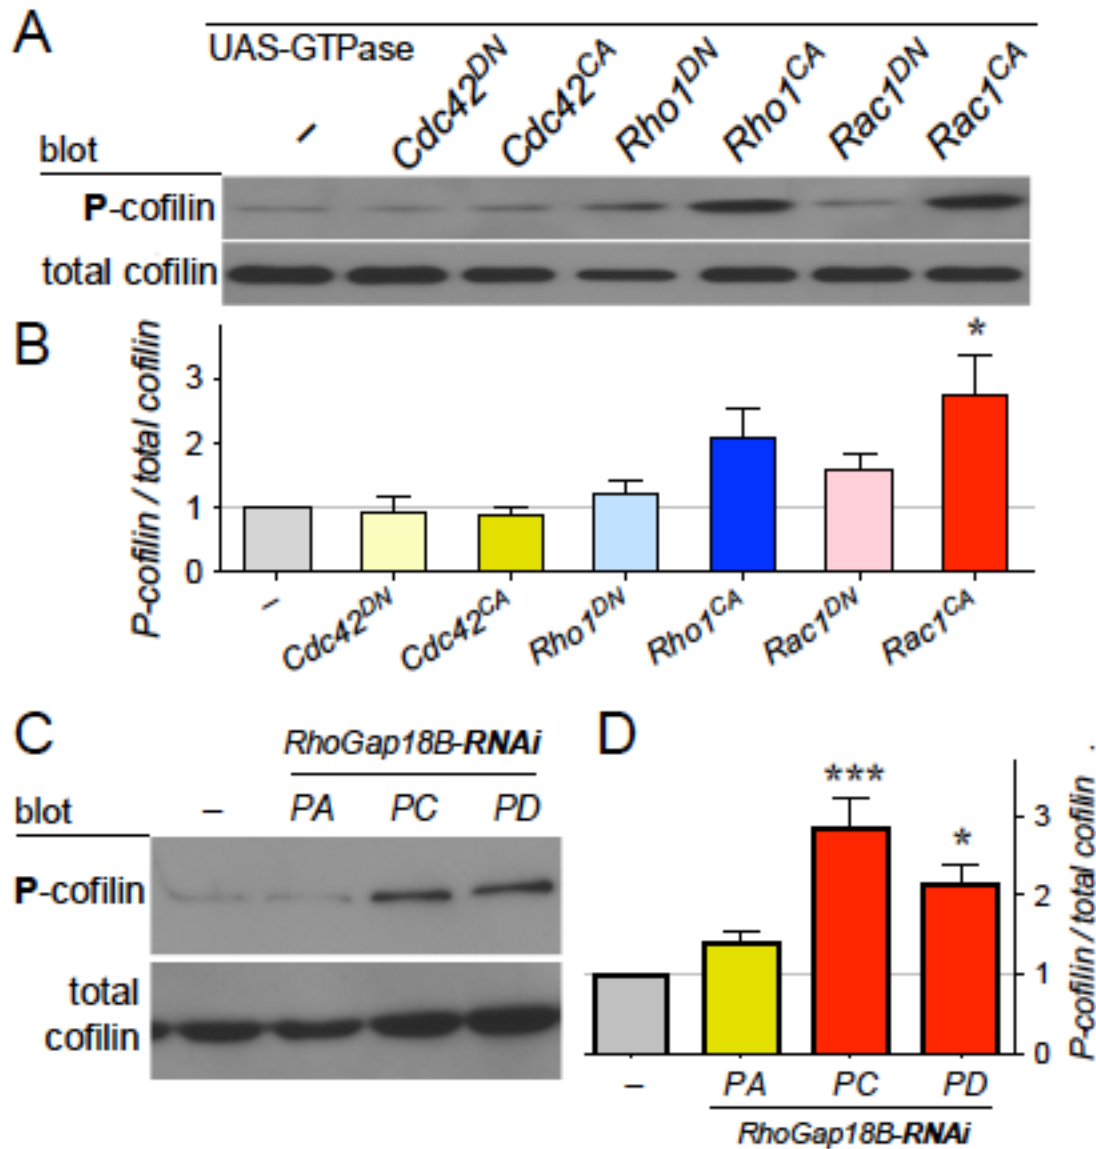 A
UAS-GTPase
blot
– Cdc42DN Cdc42CA Rho1DN Rho1CA Rac1DN Rac1CA
P-cofilin
total cofilin
B
P-cofilin / total cofilin
3
2
1
0
*
– Cdc42DN Cdc42CA Rho1DN Rho1CA Rac1DN Rac1CA
C
RhoGap18B-RNAi
blot
– PA PC PD
P-cofilin
total
cofilin
D
***
*
3
2
1
0
P-cofilin / total cofilin
– PA PC PD
RhoGap18B-RNAi